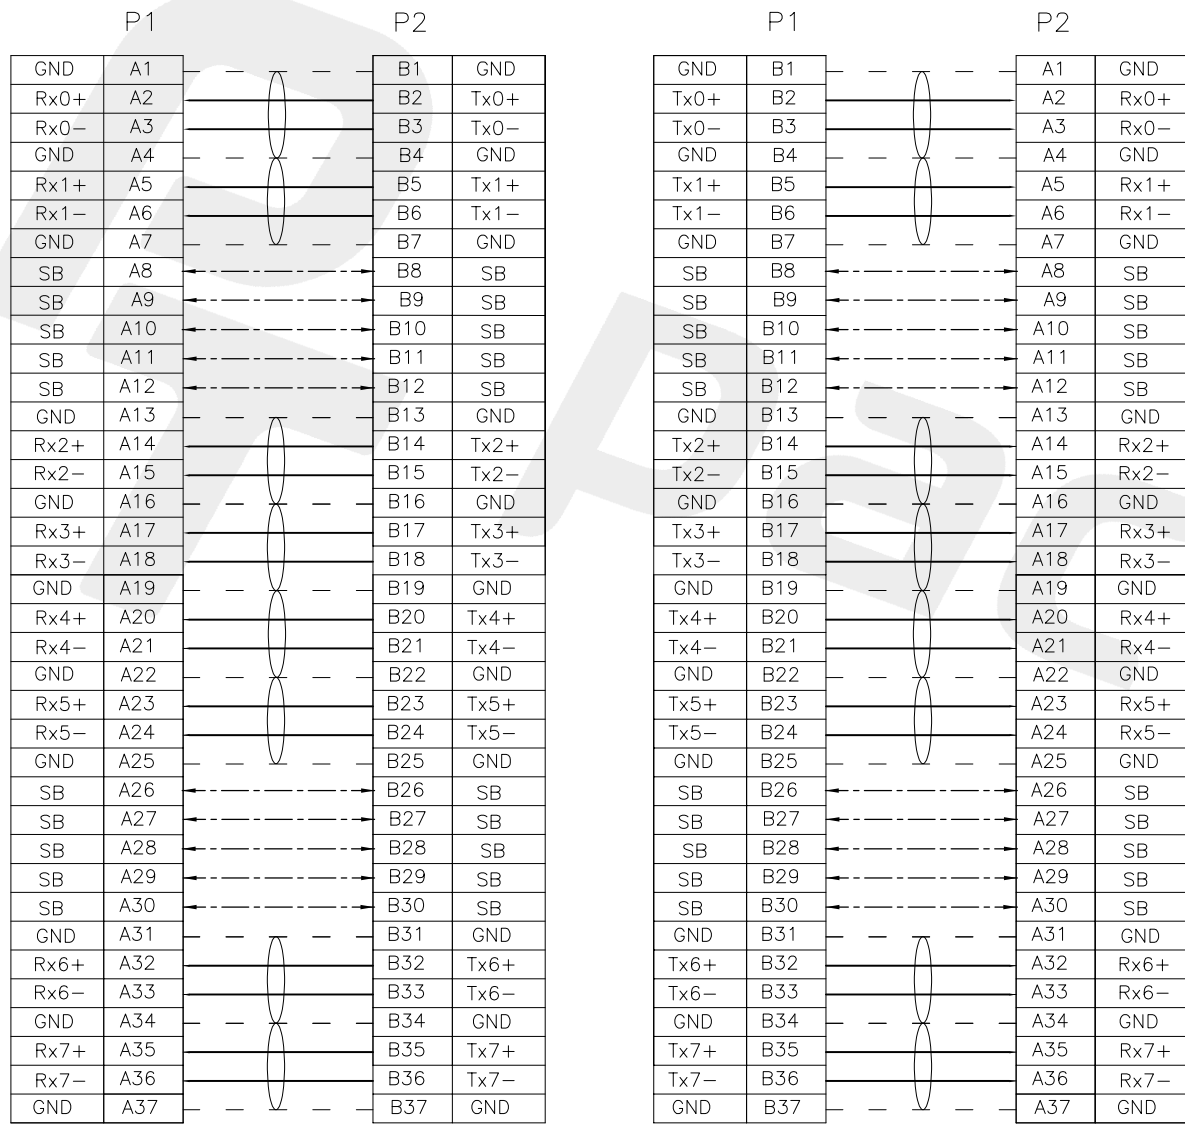 P1 P2 P1 P2
GND A1 B1 GND GND B1 A1 GND
Rx0+ A2 B2 Tx0+ Tx0+ B2 A2 Rx0+
Rx0− A3 B3 Tx0− Tx0− B3 A3 Rx0−
GND A4 B4 GND GND B4 A4 GND
Rx1+ A5 B5 Tx1+ Tx1+ B5 A5 Rx1+
Rx1− A6 B6 Tx1− Tx1− B6 A6 Rx1−
GND A7 B7 GND GND B7 A7 GND
SB A8 B8 SB SB B8 A8 SB
SB A9 B9 SB SB B9 A9 SB
SB A10 B10 SB SB B10 A10 SB
SB A11 B11 SB SB B11 A11 SB
SB A12 B12 SB SB B12 A12 SB
GND A13 B13 GND GND B13 A13 GND
Rx2+ A14 B14 Tx2+ Tx2+ B14 A14 Rx2+
Rx2− A15 B15 Tx2− Tx2− B15 A15 Rx2−
GND A16 B16 GND GND B16 A16 GND
Rx3+ A17 B17 Tx3+ Tx3+ B17 A17 Rx3+
Rx3− A18 B18 Tx3− Tx3− B18 A18 Rx3−
GND A19 B19 GND GND B19 A19 GND
Rx4+ A20 B20 Tx4+ Tx4+ B20 A20 Rx4+
Rx4− A21 B21 Tx4− Tx4− B21 A21 Rx4−
GND A22 B22 GND GND B22 A22 GND
Rx5+ A23 B23 Tx5+ Tx5+ B23 A23 Rx5+
Rx5− A24 B24 Tx5− Tx5− B24 A24 Rx5−
GND A25 B25 GND GND B25 A25 GND
SB A26 B26 SB SB B26 A26 SB
SB A27 B27 SB SB B27 A27 SB
SB A28 B28 SB SB B28 A28 SB
SB A29 B29 SB SB B29 A29 SB
SB A30 B30 SB SB B30 A30 SB
GND A31 B31 GND GND B31 A31 GND
Rx6+ A32 B32 Tx6+ Tx6+ B32 A32 Rx6+
Rx6− A33 B33 Tx6− Tx6− B33 A33 Rx6−
GND A34 B34 GND GND B34 A34 GND
Rx7+ A35 B35 Tx7+ Tx7+ B35 A35 Rx7+
Rx7− A36 B36 Tx7− Tx7− B36 A36 Rx7−
GND A37 B37 GND GND B37 A37 GND